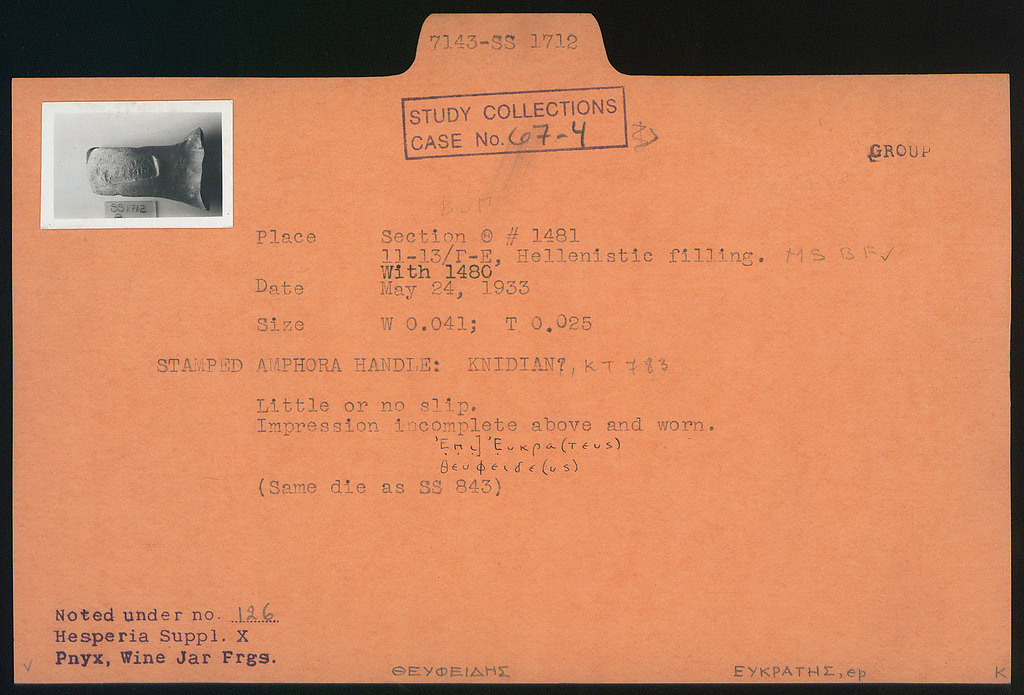 7143-SS 1712
STUDY COLLECTIONS
CASE No. 67-4
GROUP
SS 1712
Place Section Θ # 1481
11-13/Γ-Ε, Hellenistic filling. MSBF✓
With 1480
Date May 24, 1933
Size W 0.041; T 0.025
STAMPED AMPHORA HANDLE: KNIDIAN?, KT 783
Little or no slip.
Impression incomplete above and worn.
Ἐπι] Εὐκρα(τευς)
Θευφειδε(υς)
(Same die as SS 843)
Noted under no. 126
Hesperia Suppl. X
Pnyx, Wine Jar Frgs.
✓ ΘΕΥΦΕΙΔΗΣ ΕΥΚΡΑΤΗΣ, ep K